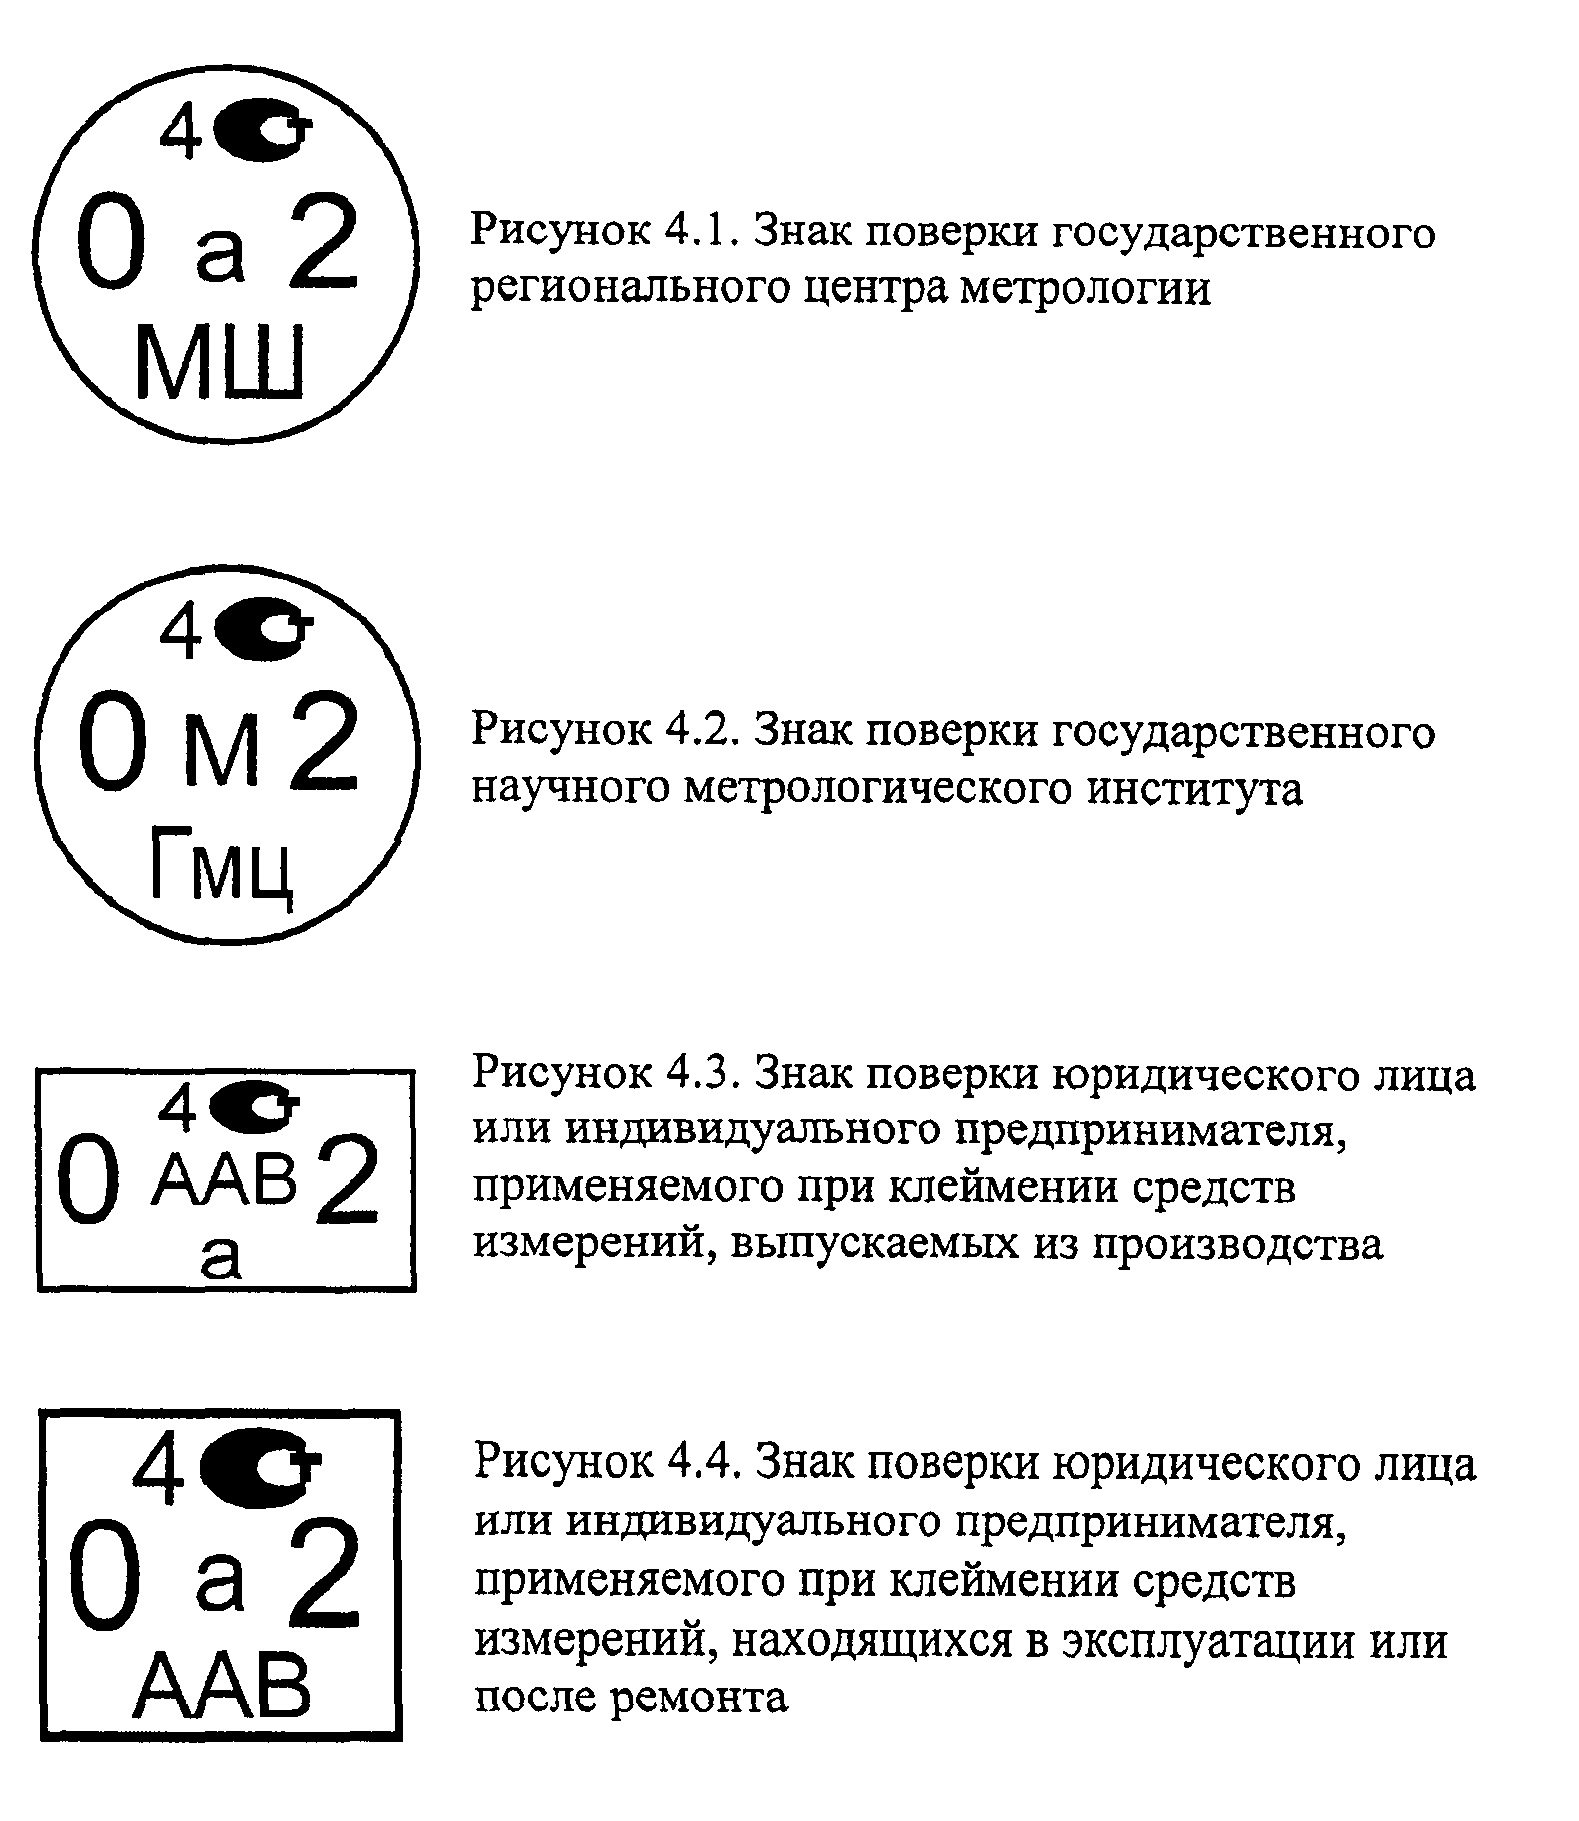 4
0 а 2
МШ
Рисунок 4.1. Знак поверки государственного
регионального центра метрологии
4
0 М 2
Гмц
Рисунок 4.2. Знак поверки государственного
научного метрологического института
4
0 ААВ 2
а
Рисунок 4.3. Знак поверки юридического лица
или индивидуального предпринимателя,
применяемого при клеймении средств
измерений, выпускаемых из производства
4
0 а 2
ААВ
Рисунок 4.4. Знак поверки юридического лица
или индивидуального предпринимателя,
применяемого при клеймении средств
измерений, находящихся в эксплуатации или
после ремонта